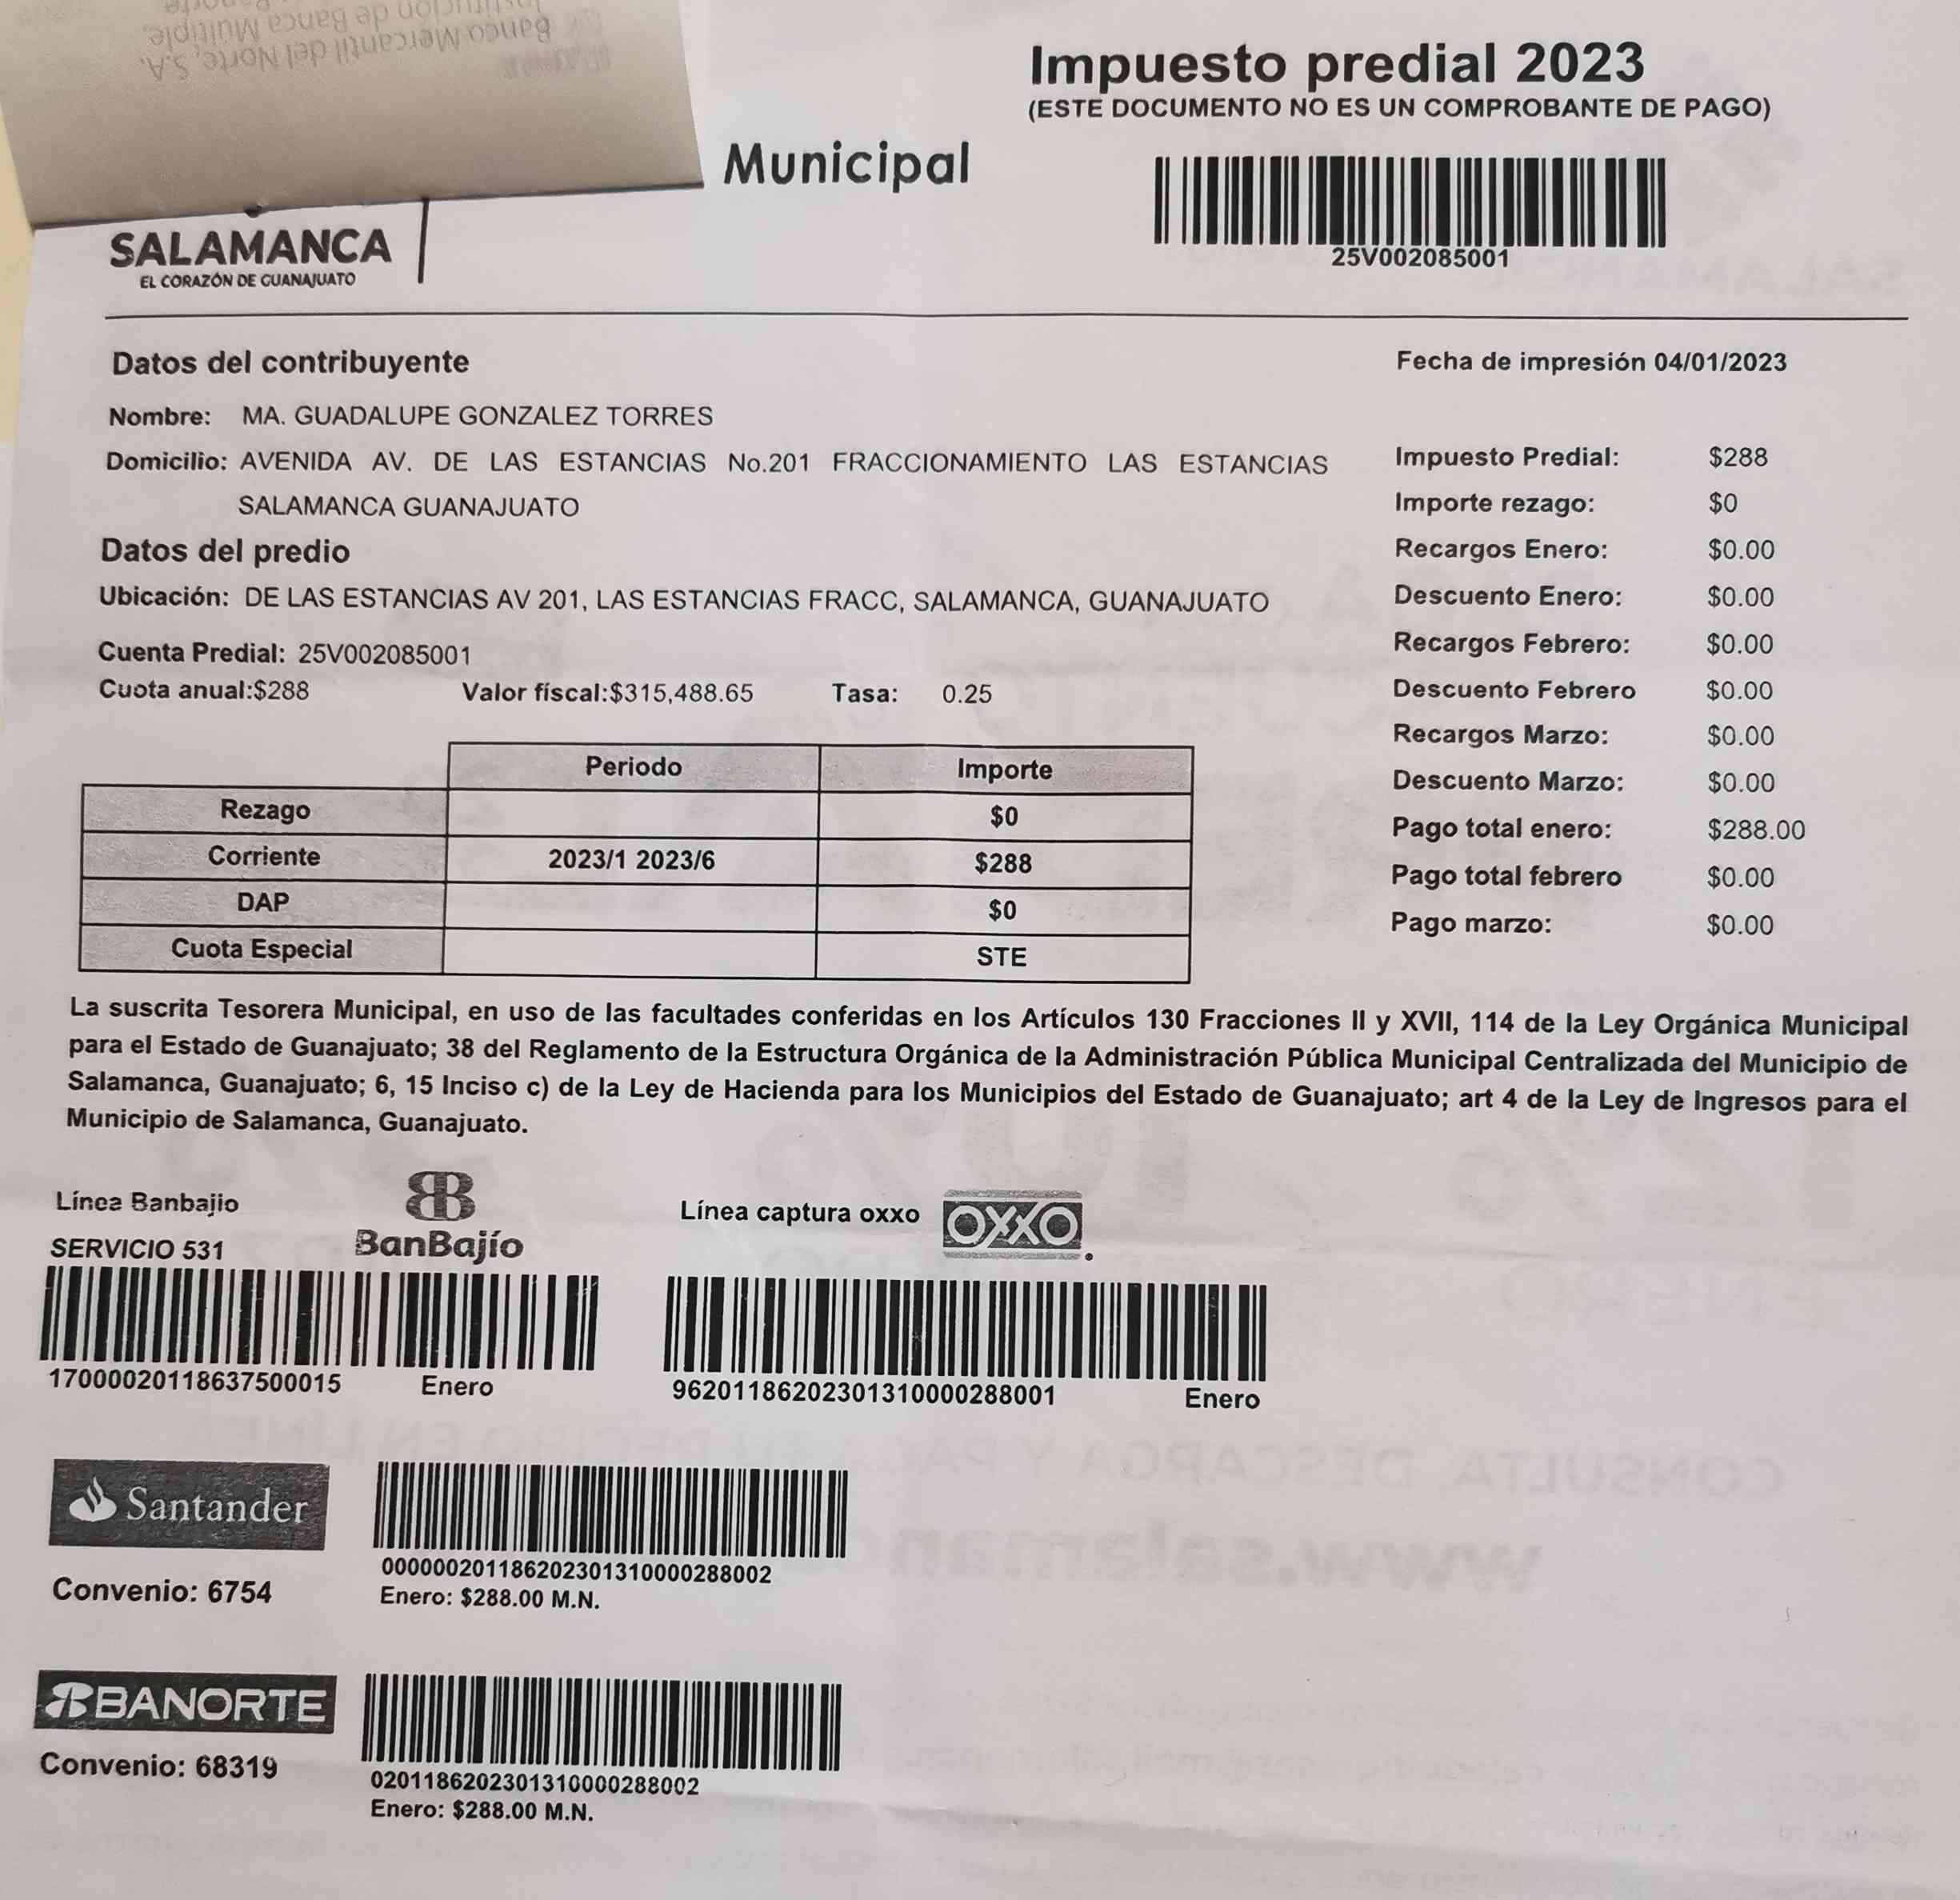 Banco Mercantil del Norte, S.A.
Institución de Banca Múltiple,
Municipal
Impuesto predial 2023
(ESTE DOCUMENTO NO ES UN COMPROBANTE DE PAGO)
25V002085001
SALAMANCA
EL CORAZÓN DE GUANAJUATO
Datos del contribuyente
Fecha de impresión 04/01/2023
Nombre: MA. GUADALUPE GONZALEZ TORRES
Domicilio: AVENIDA AV. DE LAS ESTANCIAS No.201 FRACCIONAMIENTO LAS ESTANCIAS
SALAMANCA GUANAJUATO
Datos del predio
Ubicación: DE LAS ESTANCIAS AV 201, LAS ESTANCIAS FRACC, SALAMANCA, GUANAJUATO
Cuenta Predial: 25V002085001
Cuota anual:$288 Valor fiscal:$315,488.65 Tasa: 0.25
Impuesto Predial: $288
Importe rezago: $0
Recargos Enero: $0.00
Descuento Enero: $0.00
Recargos Febrero: $0.00
Descuento Febrero $0.00
Recargos Marzo: $0.00
Descuento Marzo: $0.00
Pago total enero: $288.00
Pago total febrero $0.00
Pago marzo: $0.00
Periodo Importe
Rezago $0
Corriente 2023/1 2023/6 $288
DAP $0
Cuota Especial STE
La suscrita Tesorera Municipal, en uso de las facultades conferidas en los Artículos 130 Fracciones II y XVII, 114 de la Ley Orgánica Municipal
para el Estado de Guanajuato; 38 del Reglamento de la Estructura Orgánica de la Administración Pública Municipal Centralizada del Municipio de
Salamanca, Guanajuato; 6, 15 Inciso c) de la Ley de Hacienda para los Municipios del Estado de Guanajuato; art 4 de la Ley de Ingresos para el
Municipio de Salamanca, Guanajuato.
Línea Banbajio
SERVICIO 531
BanBajío
17000020118637500015 Enero
Línea captura oxxo
OXXO
96201186202301310000288001 Enero
Santander
Convenio: 6754
00000020118620230131​0000288002
Enero: $288.00 M.N.
BANORTE
Convenio: 68319
0201186202301310000288002
Enero: $288.00 M.N.